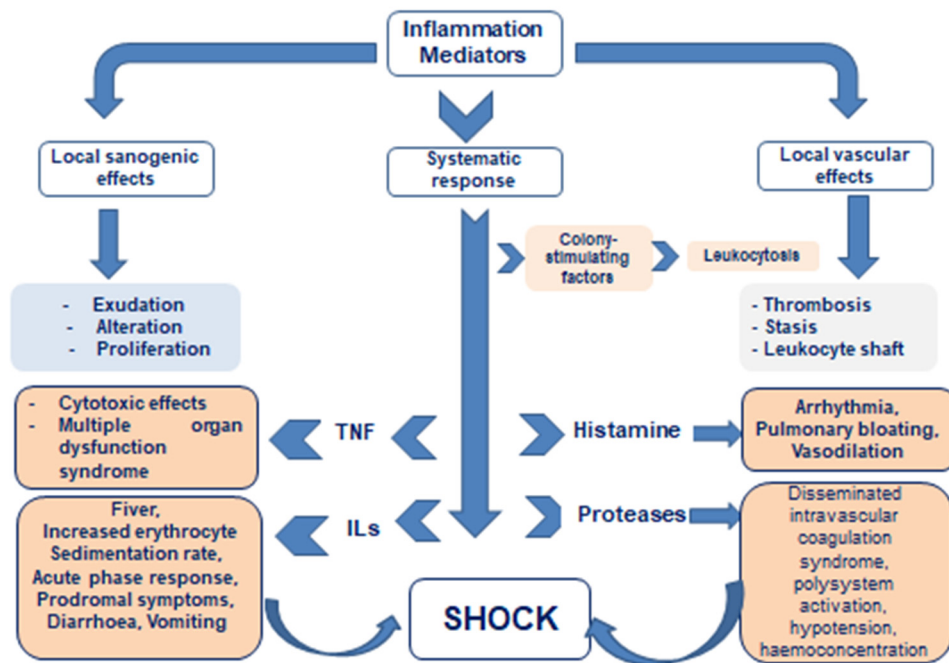 Inflammation
Mediators
Local sanogenic
effects
Systematic
response
Local vascular
effects
Colony-
stimulating
factors
Leukocytosis
- Exudation
- Alteration
- Proliferation
- Thrombosis
- Stasis
- Leukocyte shaft
- Cytotoxic effects
- Multiple organ
dysfunction
syndrome
TNF
Histamine
Arrhythmia,
Pulmonary bloating,
Vasodilation
Fiver,
Increased erythrocyte
Sedimentation rate,
Acute phase response,
Prodromal symptoms,
Diarrhoea, Vomiting
ILs
Proteases
Disseminated
intravascular
coagulation
syndrome,
polysystem
activation,
hypotension,
haemoconcentration
SHOCK